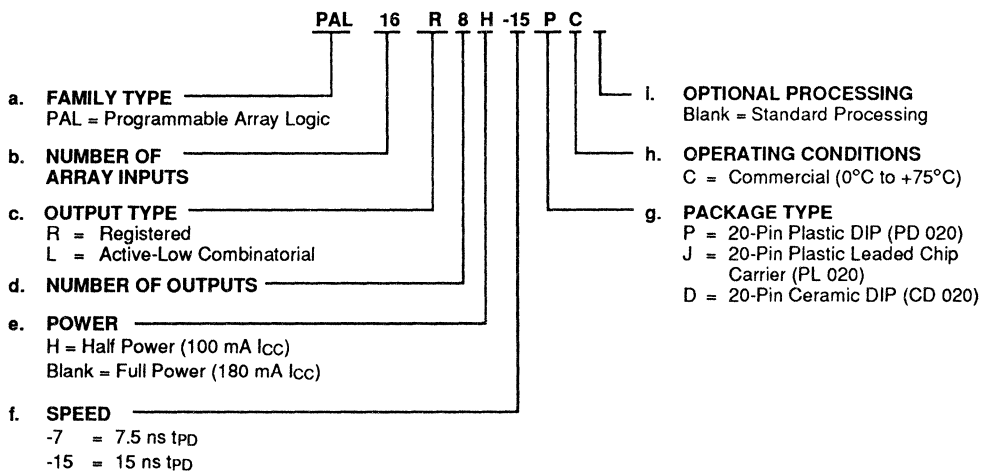 PAL 16 R 8 H -15 P C
a. FAMILY TYPE
PAL = Programmable Array Logic
b. NUMBER OF
ARRAY INPUTS
c. OUTPUT TYPE
R = Registered
L = Active-Low Combinatorial
d. NUMBER OF OUTPUTS
e. POWER
H = Half Power (100 mA ICC)
Blank = Full Power (180 mA ICC)
f. SPEED
-7 = 7.5 ns tPD
-15 = 15 ns tPD
i. OPTIONAL PROCESSING
Blank = Standard Processing
h. OPERATING CONDITIONS
C = Commercial (0°C to +75°C)
g. PACKAGE TYPE
P = 20-Pin Plastic DIP (PD 020)
J = 20-Pin Plastic Leaded Chip
Carrier (PL 020)
D = 20-Pin Ceramic DIP (CD 020)